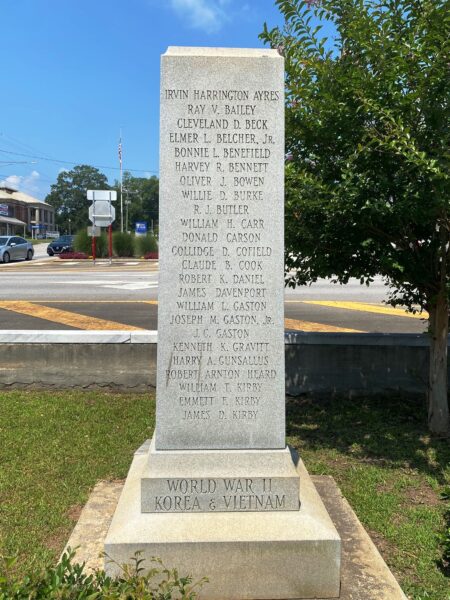 IRVIN HARRINGTON AYRES
RAY V. BAILEY
CLEVELAND D. BECK
ELMER L. BELCHER, JR.
BONNIE L. BENEFIELD
HARVEY R. BENNETT
OLIVER J. BOWEN
WILLIE D. BURKE
R. J. BUTLER
WILLIAM H. CARR
DONALD CARSON
COLLIDGE D. COFIELD
CLAUDE B. COOK
ROBERT K. DANIEL
JAMES DAVENPORT
WILLIAM L. GASTON
JOSEPH M. GASTON, JR.
J. C. GASTON
KENNETH K. GRAVITT
HARRY A. GUNSALLUS
ROBERT ARNTON HEARD
WILLIAM T. KIRBY
EMMETT F. KIRBY
JAMES D. KIRBY
WORLD WAR II
KOREA & VIETNAM